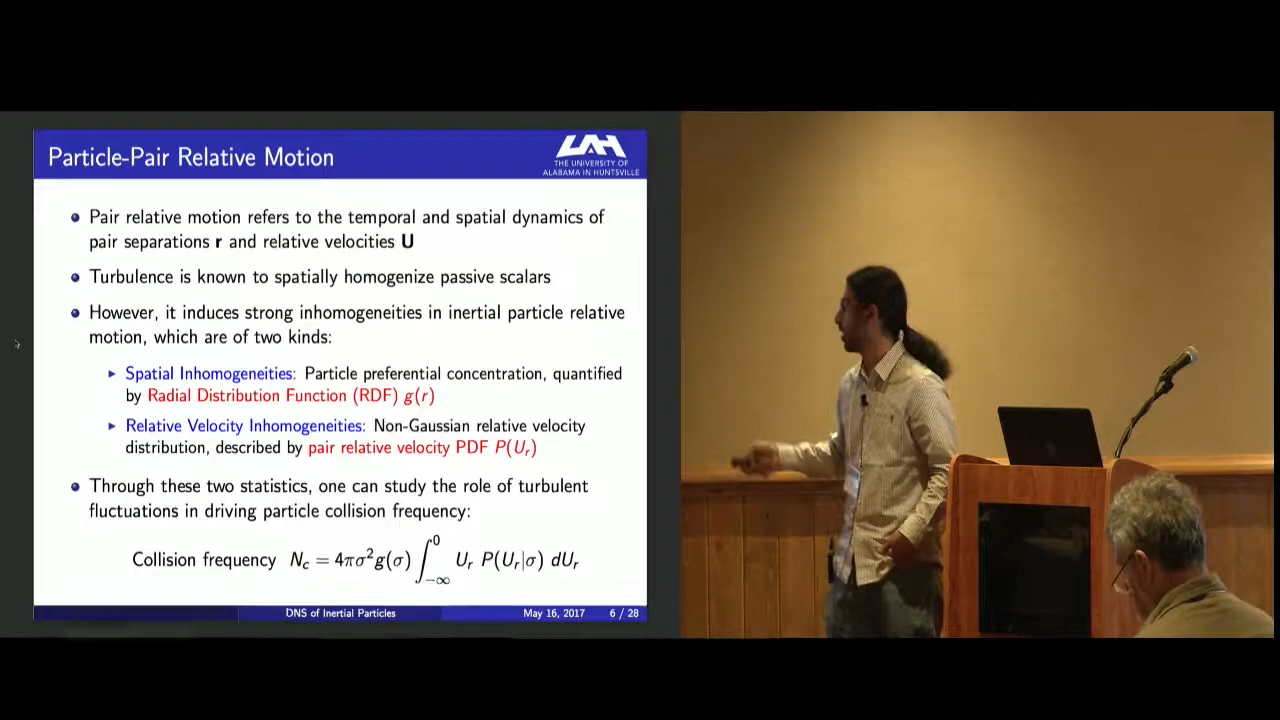 Particle-Pair Relative Motion
UAH
THE UNIVERSITY OF
ALABAMA IN HUNTSVILLE
Pair relative motion refers to the temporal and spatial dynamics of
pair separations r and relative velocities U
Turbulence is known to spatially homogenize passive scalars
However, it induces strong inhomogeneities in inertial particle relative
motion, which are of two kinds:
Spatial Inhomogeneities: Particle preferential concentration, quantified
by Radial Distribution Function (RDF) g(r)
Relative Velocity Inhomogeneities: Non-Gaussian relative velocity
distribution, described by pair relative velocity PDF P(Uᵣ)
Through these two statistics, one can study the role of turbulent
fluctuations in driving particle collision frequency:
Collision frequency N_c = 4πσ²g(σ) ∫_{-∞}^{0} U_r P(U_r|σ) dU_r
DNS of Inertial Particles May 16, 2017 6 / 28